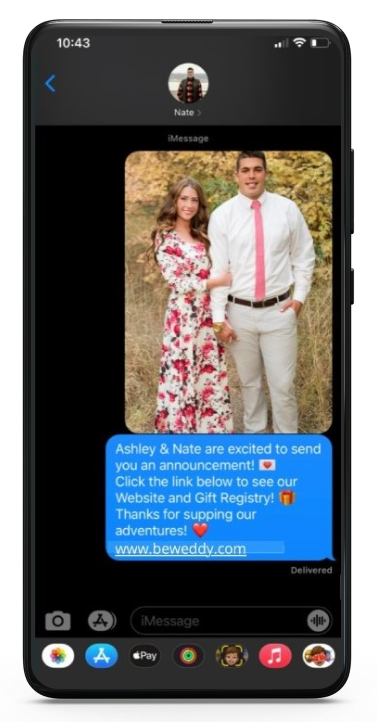 10:43
Nate
iMessage
Ashley & Nate are excited to send
you an announcement! 💌
Click the link below to see our
Website and Gift Registry! 🎁
Thanks for supping our
adventures! ❤️
www.beweddy.com
Delivered
iMessage
Pay